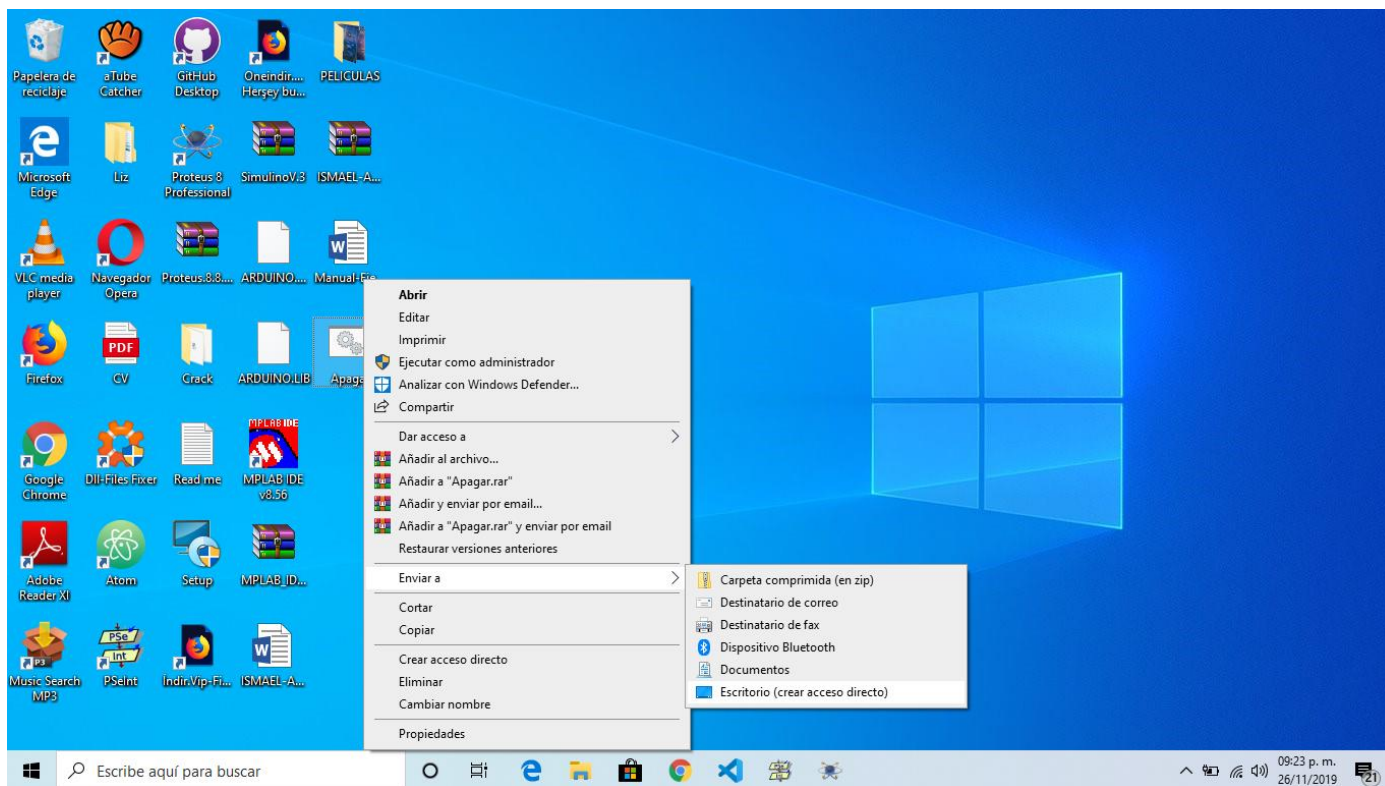 Papelera de
reciclaje
aTube
Catcher
GitHub
Desktop
Oneindir....
Herşey bu...
PELICULAS
Microsoft
Edge
Liz
Proteus 8
Professional
SimulinoV.3
ISMAEL-A...
VLC media
player
Navegador
Opera
Proteus.8.8....
ARDUINO....
Manual-Eje
Firefox
PDF
CV
Crack
ARDUINO.LIB
Apaga
Google
Chrome
Dll-Files Fixer
Read me
MPLAB IDE
MPLAB IDE
v8.56
Adobe
Reader XI
Atom
Setup
MPLAB_ID...
Music Search
MP3
PSe
Int
PSeInt
İndir.Vip-Fi...
ISMAEL-A...
Abrir
Editar
Imprimir
Ejecutar como administrador
Analizar con Windows Defender...
Compartir
Dar acceso a
Añadir al archivo...
Añadir a "Apagar.rar"
Añadir y enviar por email...
Añadir a "Apagar.rar" y enviar por email
Restaurar versiones anteriores
Enviar a
Cortar
Copiar
Crear acceso directo
Eliminar
Cambiar nombre
Propiedades
Carpeta comprimida (en zip)
Destinatario de correo
Destinatario de fax
Dispositivo Bluetooth
Documentos
Escritorio (crear acceso directo)
Escribe aquí para buscar
09:23 p. m.
26/11/2019
21